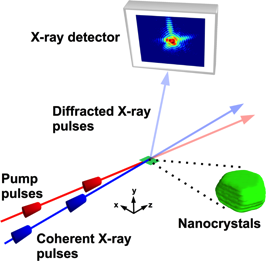 X-ray detector
Diffracted X-ray
pulses
Pump
pulses
y
x
z
Nanocrystals
Coherent X-ray
pulses